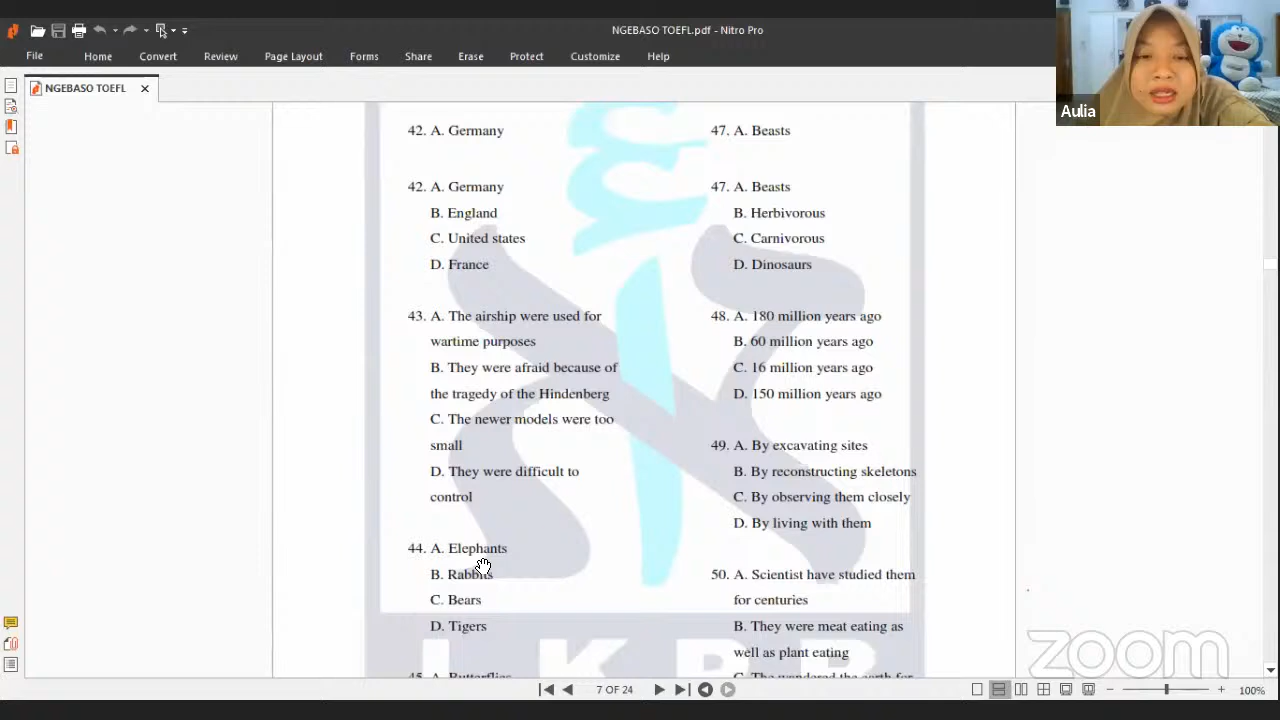 NGEBASO TOEFL.pdf - Nitro Pro
File Home Convert Review Page Layout Forms Share Erase Protect Customize Help
NGEBASO TOEFL
Aulia
42. A. Germany
42. A. Germany
B. England
C. United states
D. France
43. A. The airship were used for
wartime purposes
B. They were afraid because of
the tragedy of the Hindenberg
C. The newer models were too
small
D. They were difficult to
control
44. A. Elephants
B. Rabbits
C. Bears
D. Tigers
45. A. Butterflies
47. A. Beasts
47. A. Beasts
B. Herbivorous
C. Carnivorous
D. Dinosaurs
48. A. 180 million years ago
B. 60 million years ago
C. 16 million years ago
D. 150 million years ago
49. A. By excavating sites
B. By reconstructing skeletons
C. By observing them closely
D. By living with them
50. A. Scientist have studied them
for centuries
B. They were meat eating as
well as plant eating
C. The wandered the earth for
zoom
7 OF 24
100%